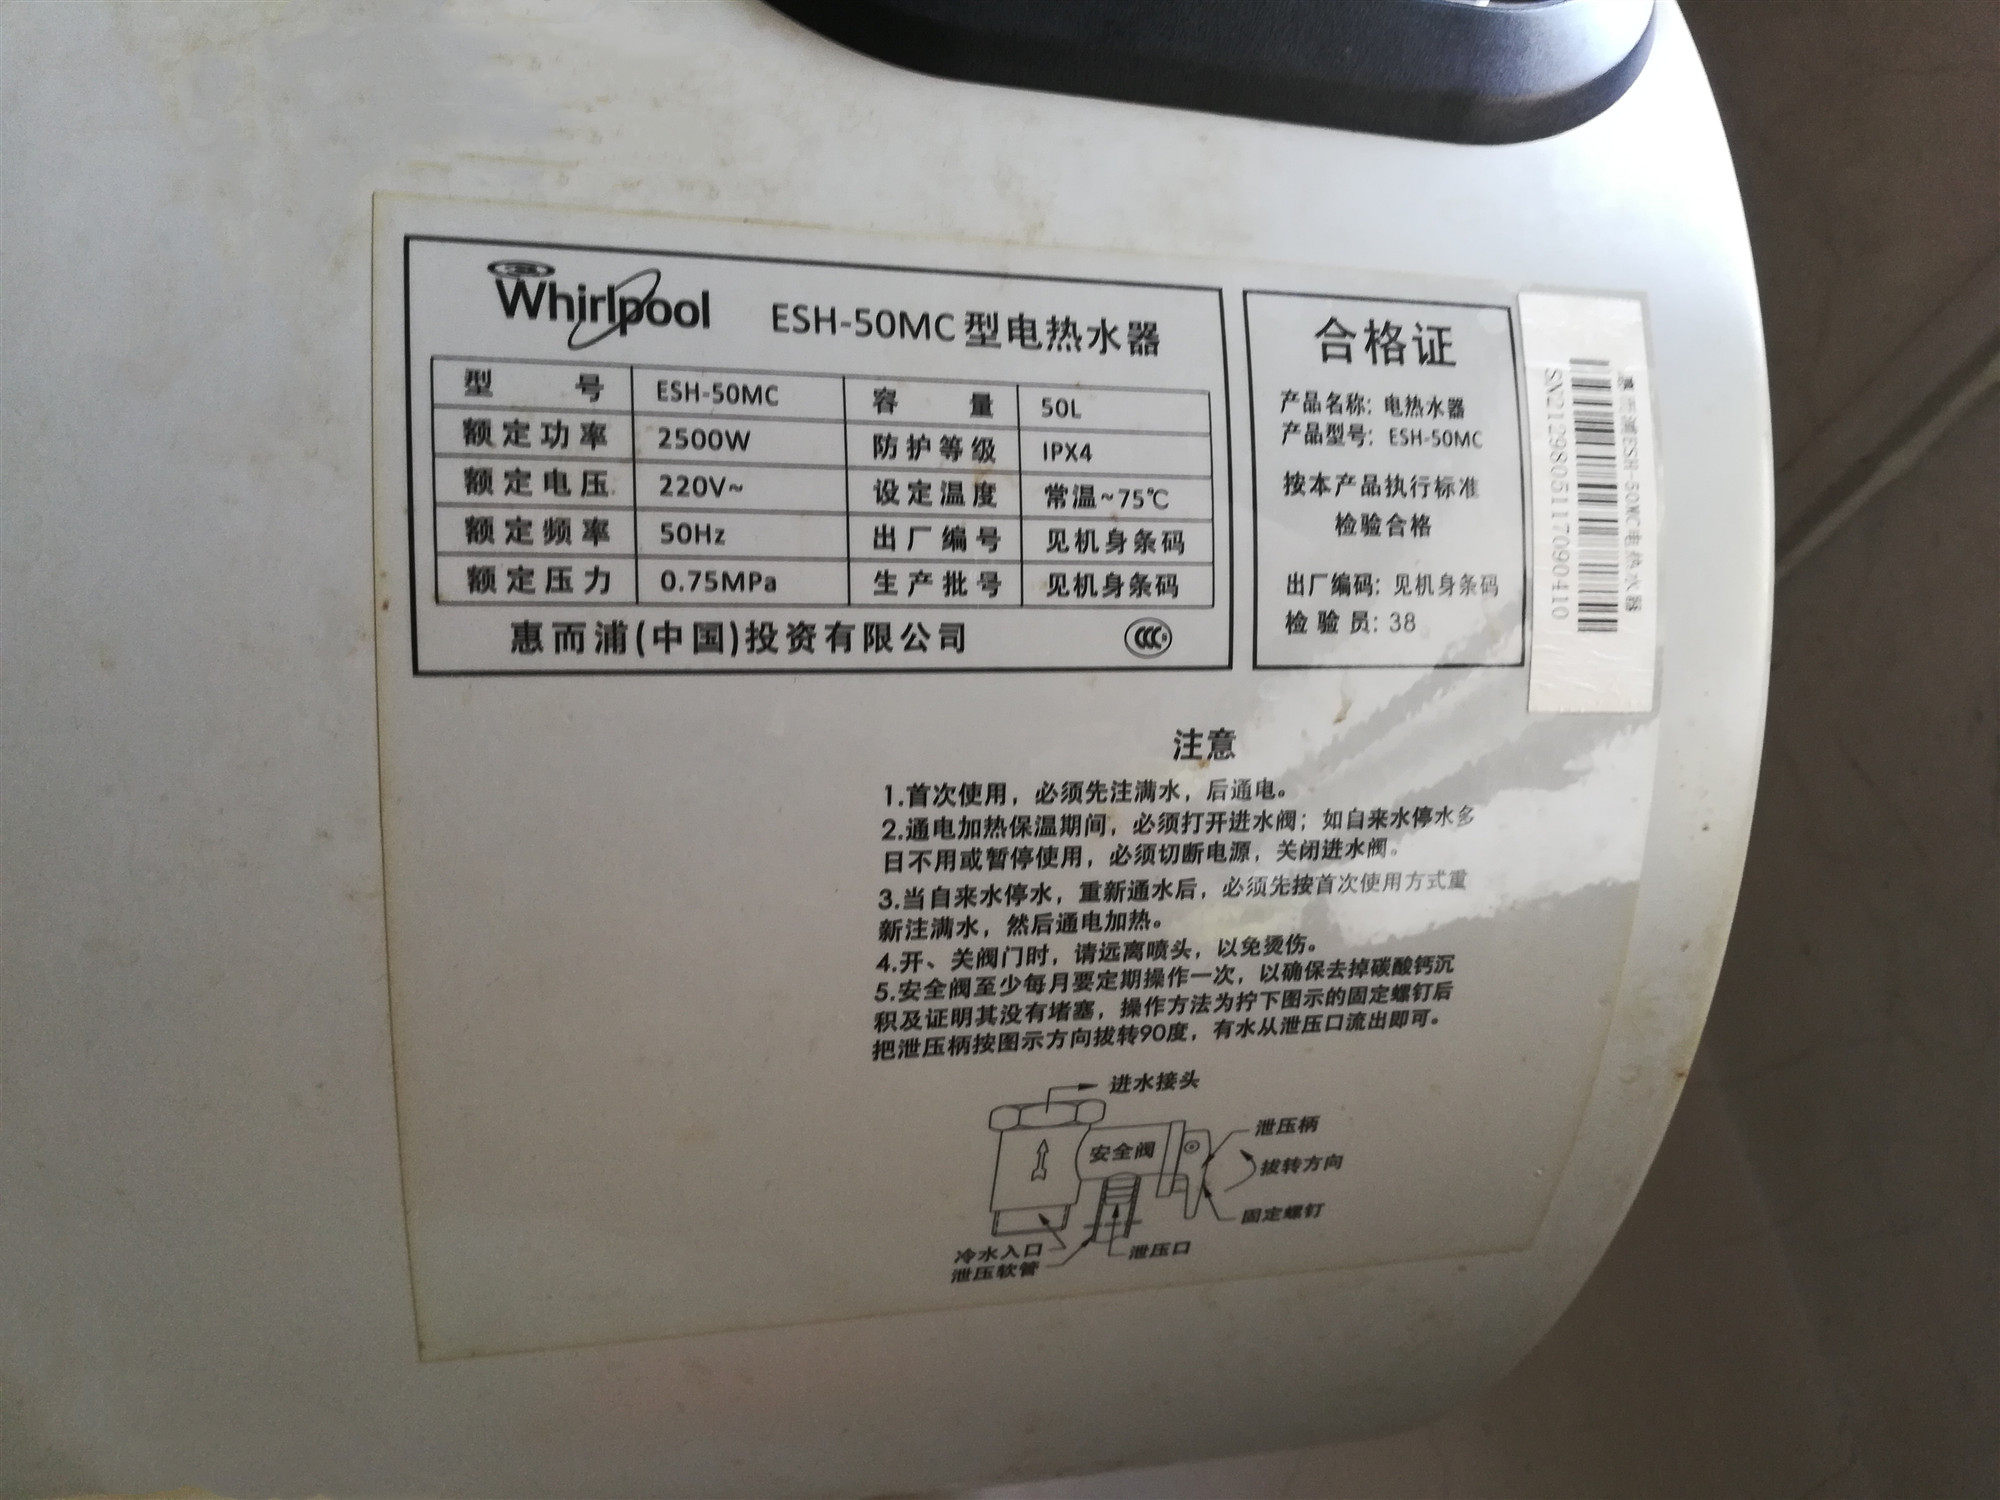 Whirlpool ESH-50MC型电热水器
型号 ESH-50MC 容量 50L
额定功率 2500W 防护等级 IPX4
额定电压 220V~ 设定温度 常温~75℃
额定频率 50Hz 出厂编号 见机身条码
额定压力 0.75MPa 生产批号 见机身条码
惠而浦(中国)投资有限公司
合格证
产品名称: 电热水器
产品型号: ESH-50MC
按本产品执行标准
检验合格
出厂编码: 见机身条码
检验员: 38
惠而浦ESH-50MC电热水器
注意
1.首次使用，必须先注满水，后通电。
2.通电加热保温期间，必须打开进水阀；如自来水停水多
日不用或暂停使用，必须切断电源，关闭进水阀。
3.当自来水停水，重新通水后，必须先按首次使用方式重
新注满水，然后通电加热。
4.开、关阀门时，请远离喷头，以免烫伤。
5.安全阀至少每月要定期操作一次，以确保去掉碳酸钙沉
积及证明其没有堵塞，操作方法为拧下图示的固定螺钉后
把泄压柄按图示方向拔转90度，有水从泄压口流出即可。
进水接头
泄压柄
安全阀
拔转方向
固定螺钉
冷水入口
泄压口
泄压软管